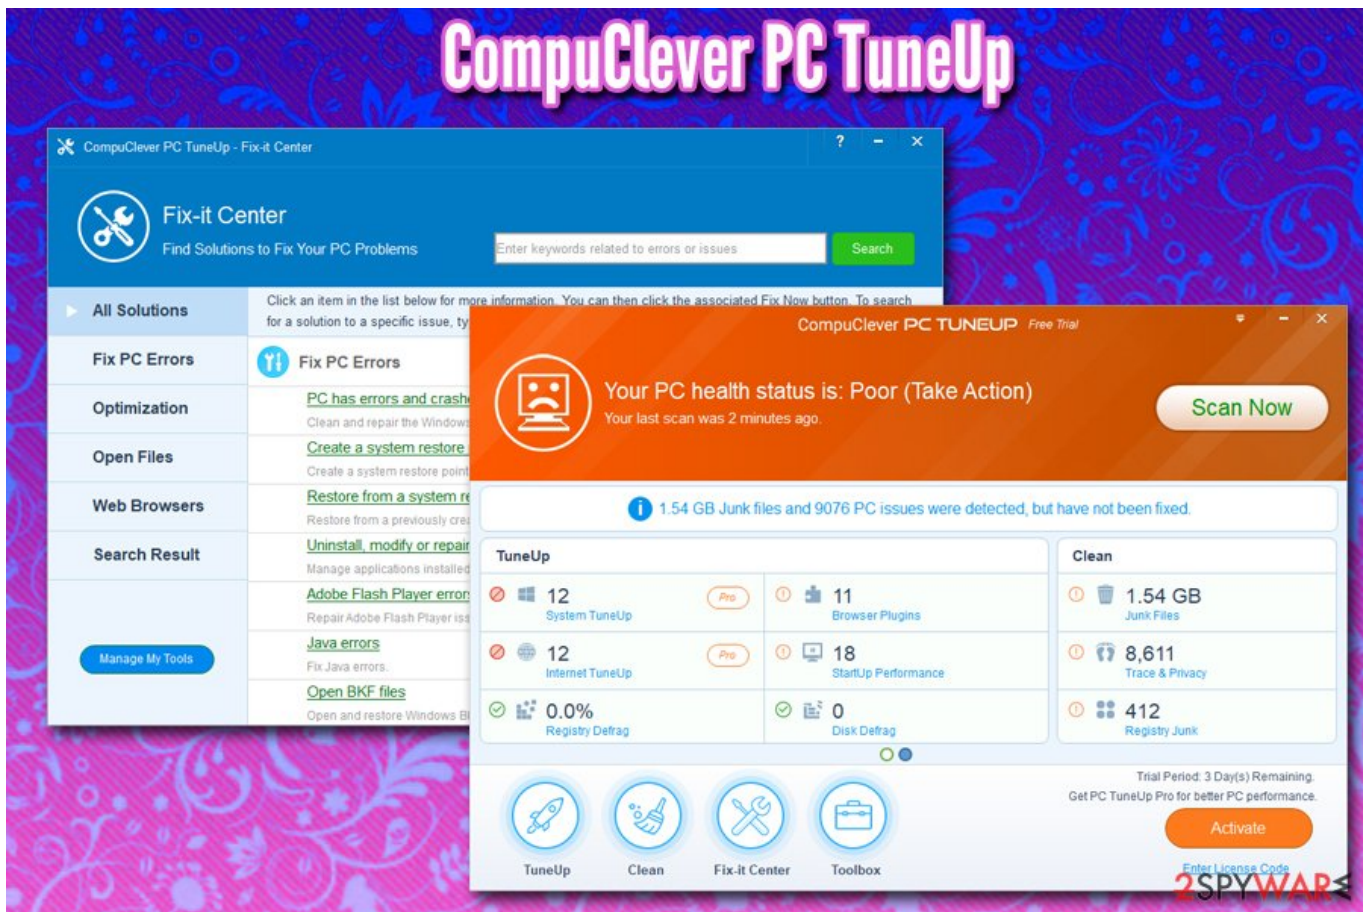 CompuClever PC TuneUp
CompuClever PC TuneUp - Fix-it Center
?
Fix-it Center
Find Solutions to Fix Your PC Problems
Enter keywords related to errors or issues
Search
All Solutions
Fix PC Errors
Optimization
Open Files
Web Browsers
Search Result
Manage My Tools
Click an item in the list below for more information. You can then click the associated Fix Now button. To search
for a solution to a specific issue, ty
Fix PC Errors
PC has errors and crashe
Clean and repair the Windows
Create a system restore
Create a system restore point
Restore from a system re
Restore from a previously crea
Uninstall, modify or repair
Manage applications installed
Adobe Flash Player error
Repair Adobe Flash Player iss
Java errors
Fix Java errors.
Open BKF files
Open and restore Windows B
CompuClever PC TUNEUP Free Trial
Your PC health status is: Poor (Take Action)
Your last scan was 2 minutes ago.
Scan Now
1.54 GB Junk files and 9076 PC issues were detected, but have not been fixed.
TuneUp
12
System TuneUp
Pro
11
Browser Plugins
12
Internet TuneUp
Pro
18
StartUp Performance
0.0%
Registry Defrag
0
Disk Defrag
Clean
1.54 GB
Junk Files
8,611
Trace & Privacy
412
Registry Junk
TuneUp
Clean
Fix-it Center
Toolbox
Trial Period: 3 Day(s) Remaining.
Get PC TuneUp Pro for better PC performance.
Activate
Enter License Code
2SPYWARE